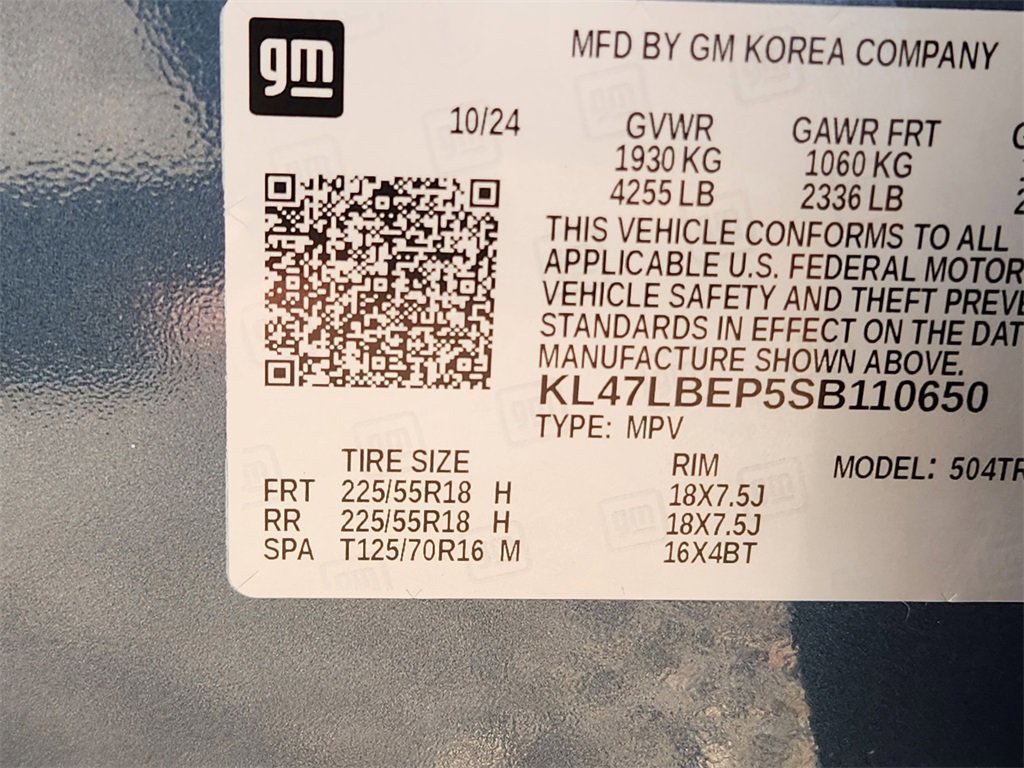 gm
MFD BY GM KOREA COMPANY
10/24
GVWR GAWR FRT
1930 KG 1060 KG
4255 LB 2336 LB
THIS VEHICLE CONFORMS TO ALL
APPLICABLE U.S. FEDERAL MOTOR
VEHICLE SAFETY AND THEFT PREVE
STANDARDS IN EFFECT ON THE DAT
MANUFACTURE SHOWN ABOVE.
KL47LBEP5SB110650
TYPE: MPV
TIRE SIZE RIM MODEL: 504TR
FRT 225/55R18 H 18X7.5J
RR 225/55R18 H 18X7.5J
SPA T125/70R16 M 16X4BT